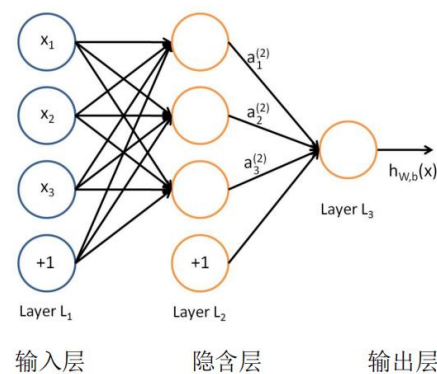 x₁
x₂
x₃
+1
Layer L₁
+1
Layer L₂
a₁⁽²⁾
a₂⁽²⁾
a₃⁽²⁾
Layer L₃
h_{W,b}(x)
输入层 隐含层 输出层